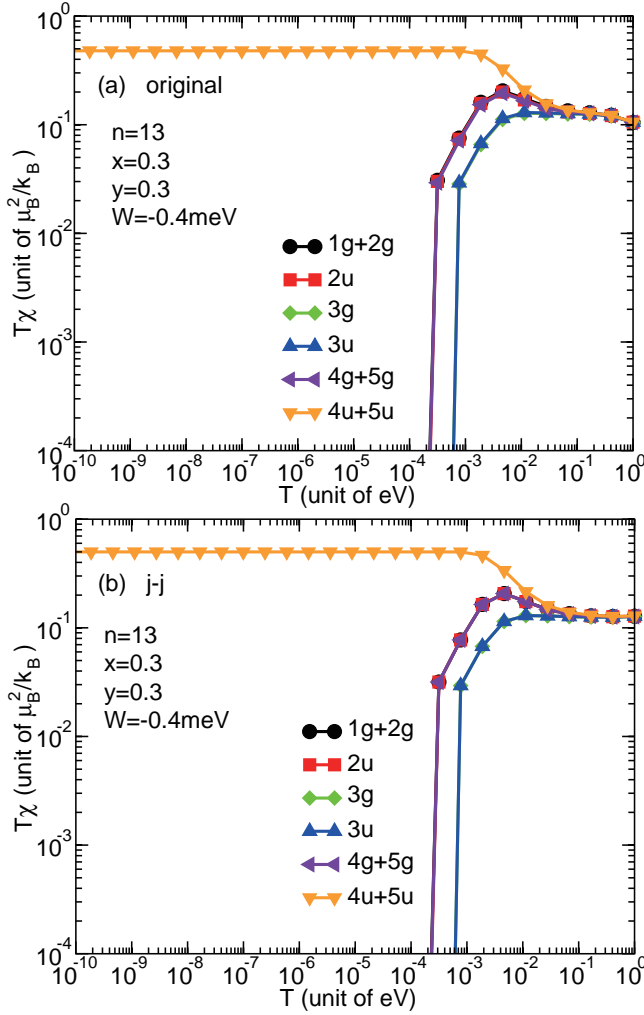 10^0
(a) original
n=13
x=0.3
y=0.3
W=-0.4meV
10^-1
Tχ (unit of μ_B^2/k_B)
10^-2
1g+2g
2u
3g
3u
4g+5g
4u+5u
10^-3
10^-4
10^-10 10^-9 10^-8 10^-7 10^-6 10^-5 10^-4 10^-3 10^-2 10^-1 10^0
T (unit of eV)
10^0
(b) j-j
n=13
x=0.3
y=0.3
W=-0.4meV
10^-1
Tχ (unit of μ_B^2/k_B)
10^-2
1g+2g
2u
3g
3u
4g+5g
4u+5u
10^-3
10^-4
10^-10 10^-9 10^-8 10^-7 10^-6 10^-5 10^-4 10^-3 10^-2 10^-1 10^0
T (unit of eV)